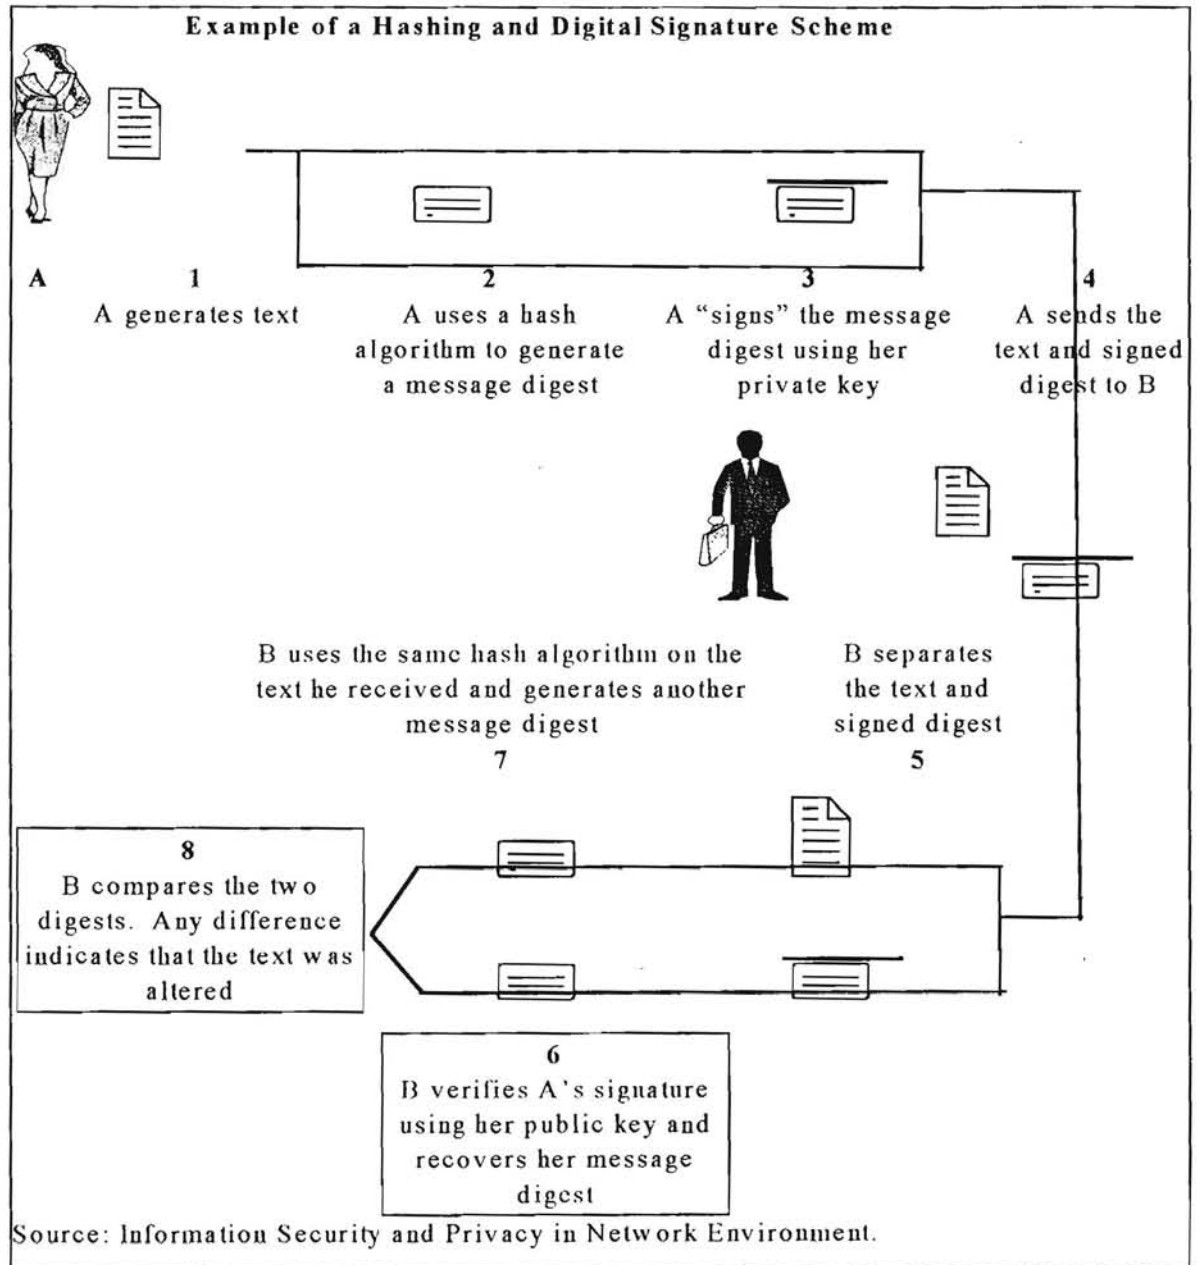 Example of a Hashing and Digital Signature Scheme
A
1
A generates text
2
A uses a hash
algorithm to generate
a message digest
3
A “signs” the message
digest using her
private key
4
A sends the
text and signed
digest to B
B separates
the text and
signed digest
5
B uses the same hash algorithm on the
text he received and generates another
message digest
7
8
B compares the two
digests. Any difference
indicates that the text was
altered
6
B verifies A's signature
using her public key and
recovers her message
digest
Source: Information Security and Privacy in Network Environment.